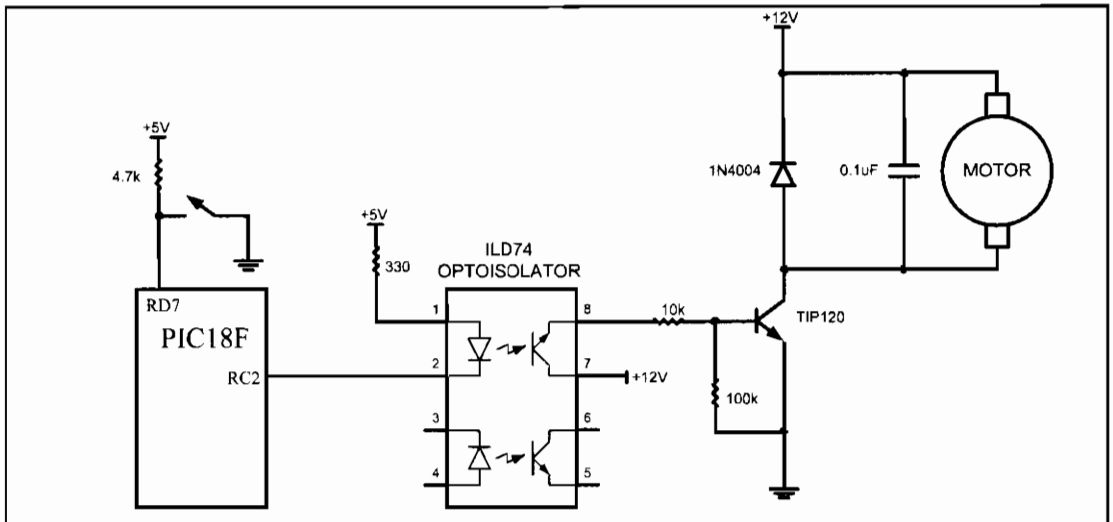 +12V
+5V
4.7k
1N4004
0.1uF
MOTOR
+5V
330
ILD74
OPTOISOLATOR
RD7
PIC18F
RC2
1
2
3
4
8
7
6
5
10k
TIP120
+12V
100k